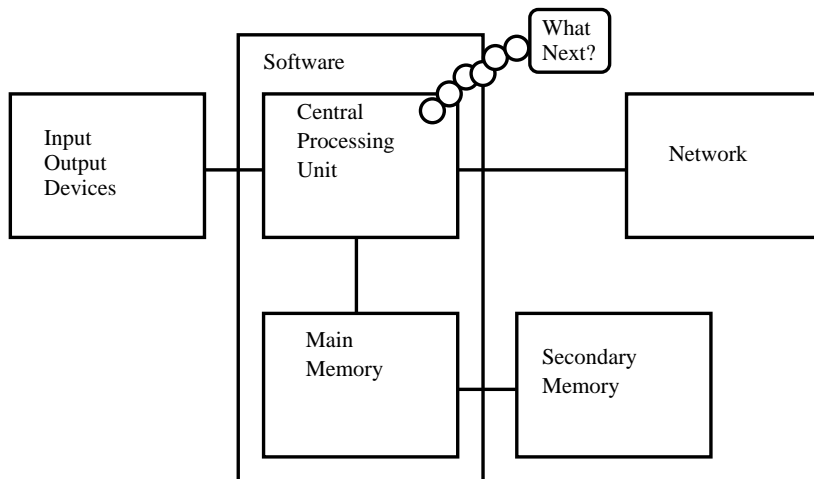 What
Next?
Software
Input
Output
Devices
Central
Processing
Unit
Network
Main
Memory
Secondary
Memory